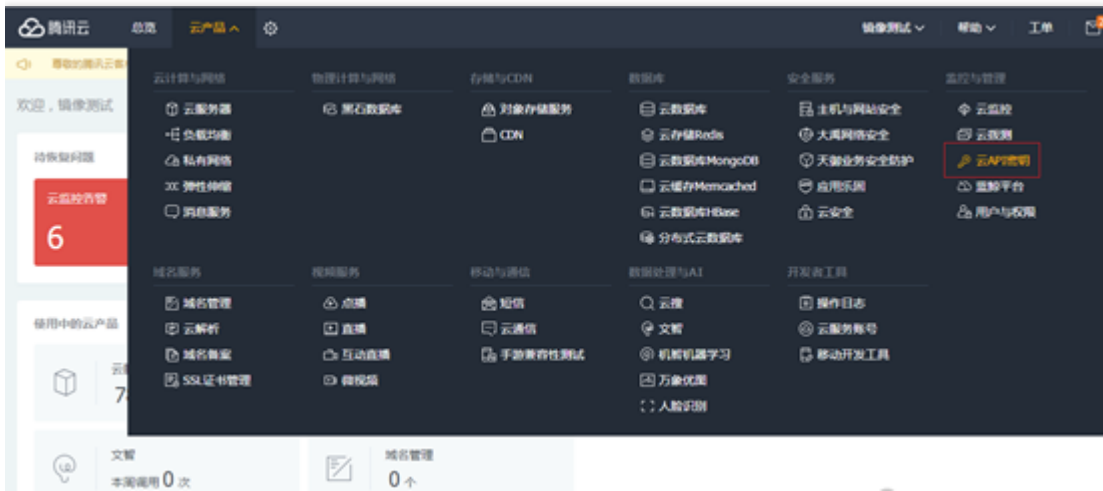 腾讯云 总览 云产品 镜像测试 帮助 工单
尊敬的腾讯云客
欢迎，镜像测试
待恢复问题
云监控告警
6
使用中的云产品
云计算与网络
云服务器
负载均衡
私有网络
弹性伸缩
消息服务
物理计算与网络
黑石数据库
存储与CDN
对象存储服务
CDN
数据库
云数据库
云存储Redis
云数据库MongoDB
云缓存Memcached
云数据库HBase
分布式云数据库
安全服务
主机与网站安全
大禹网络安全
天御业务安全防护
应用乐固
云安全
监控与管理
云监控
云拨测
云API密钥
蓝鲸平台
用户与权限
域名服务
域名管理
云解析
域名备案
SSL证书管理
视频服务
点播
直播
互动直播
微视频
移动与通信
短信
云通信
手游兼容性测试
数据处理与AI
云搜
文智
机智机器学习
万象优图
人脸识别
开发者工具
操作日志
云服务账号
移动开发工具
文智
本周调用 0 次
域名管理
0 个